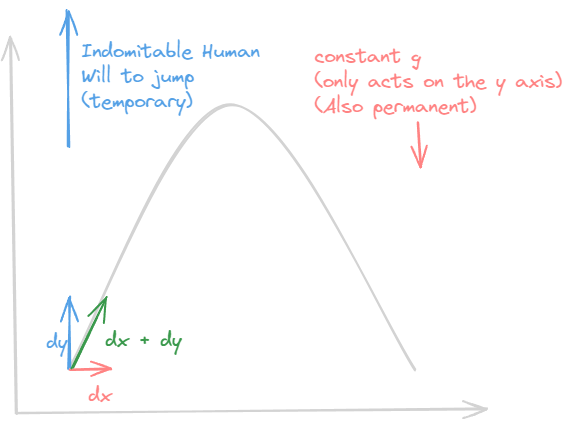 Indomitable Human
Will to jump
(temporary)
constant g
(only acts on the y axis)
(Also permanent)
dy
dx + dy
dx